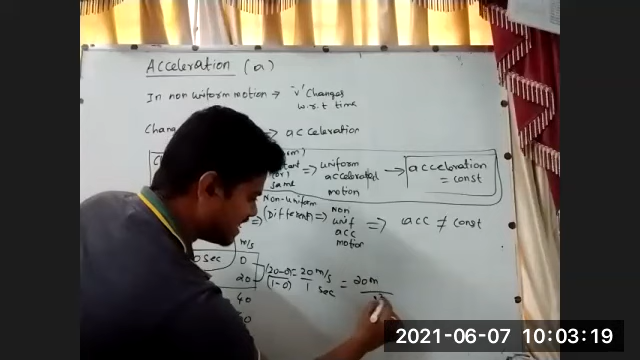 Acceleration (a)
In non uniform motion → 'v' Changes
w.r.t time
⇒ acceleration
⇒ uniform
accelerated
motion
→ acceleration
= const
same
Non-uniform
(Different) ⇒ non
unif
acc
motion
⇒ acc ≠ const
0 sec
m/s
0
20
40
(20-0)/(1-0) = 20 m/s / 1 sec = 20m
2021-06-07 10:03:19